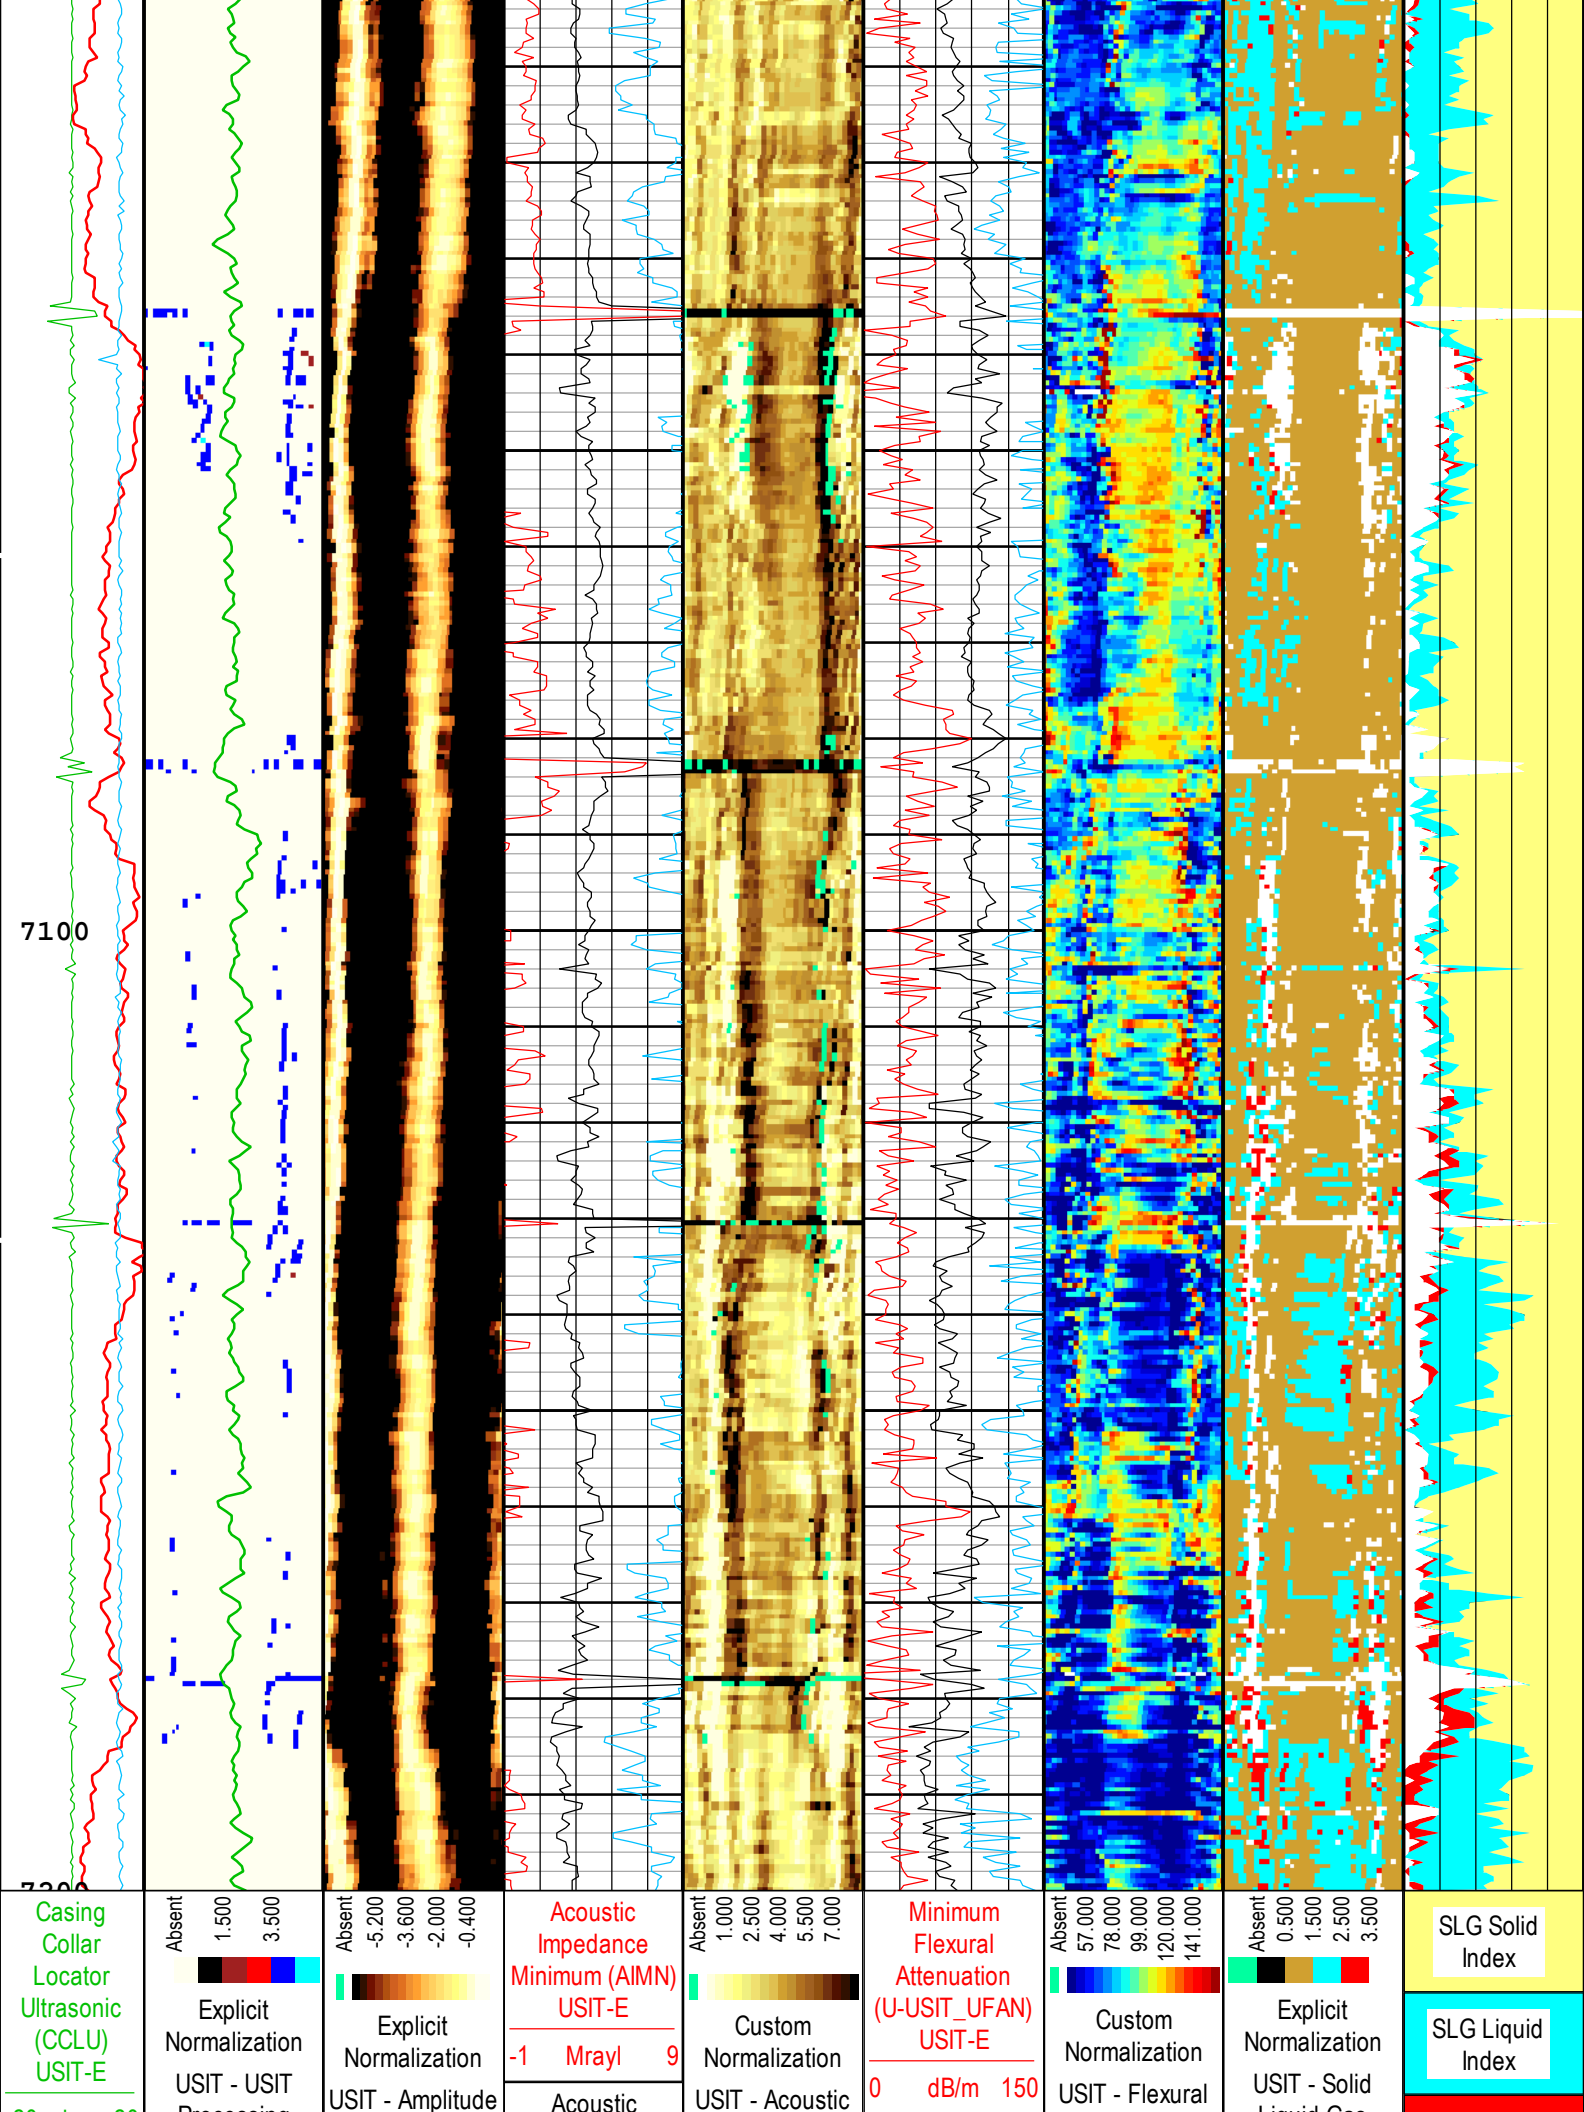 7100
Casing
Collar
Locator
Ultrasonic
(CCLU)
USIT-E
Absent
1.500
3.500
Explicit
Normalization
USIT - USIT
Absent
-5.200
-3.600
-2.000
-0.400
Explicit
Normalization
USIT - Amplitude
Acoustic
Impedance
Minimum (AIMN)
USIT-E
-1 Mrayl 9
Acoustic
Absent
1.000
2.500
4.000
5.500
7.000
Custom
Normalization
USIT - Acoustic
Minimum
Flexural
Attenuation
(U-USIT_UFAN)
USIT-E
0 dB/m 150
Absent
57.000
78.000
99.000
120.000
141.000
Custom
Normalization
USIT - Flexural
Absent
0.500
1.500
2.500
3.500
Explicit
Normalization
USIT - Solid
SLG Solid
Index
SLG Liquid
Index